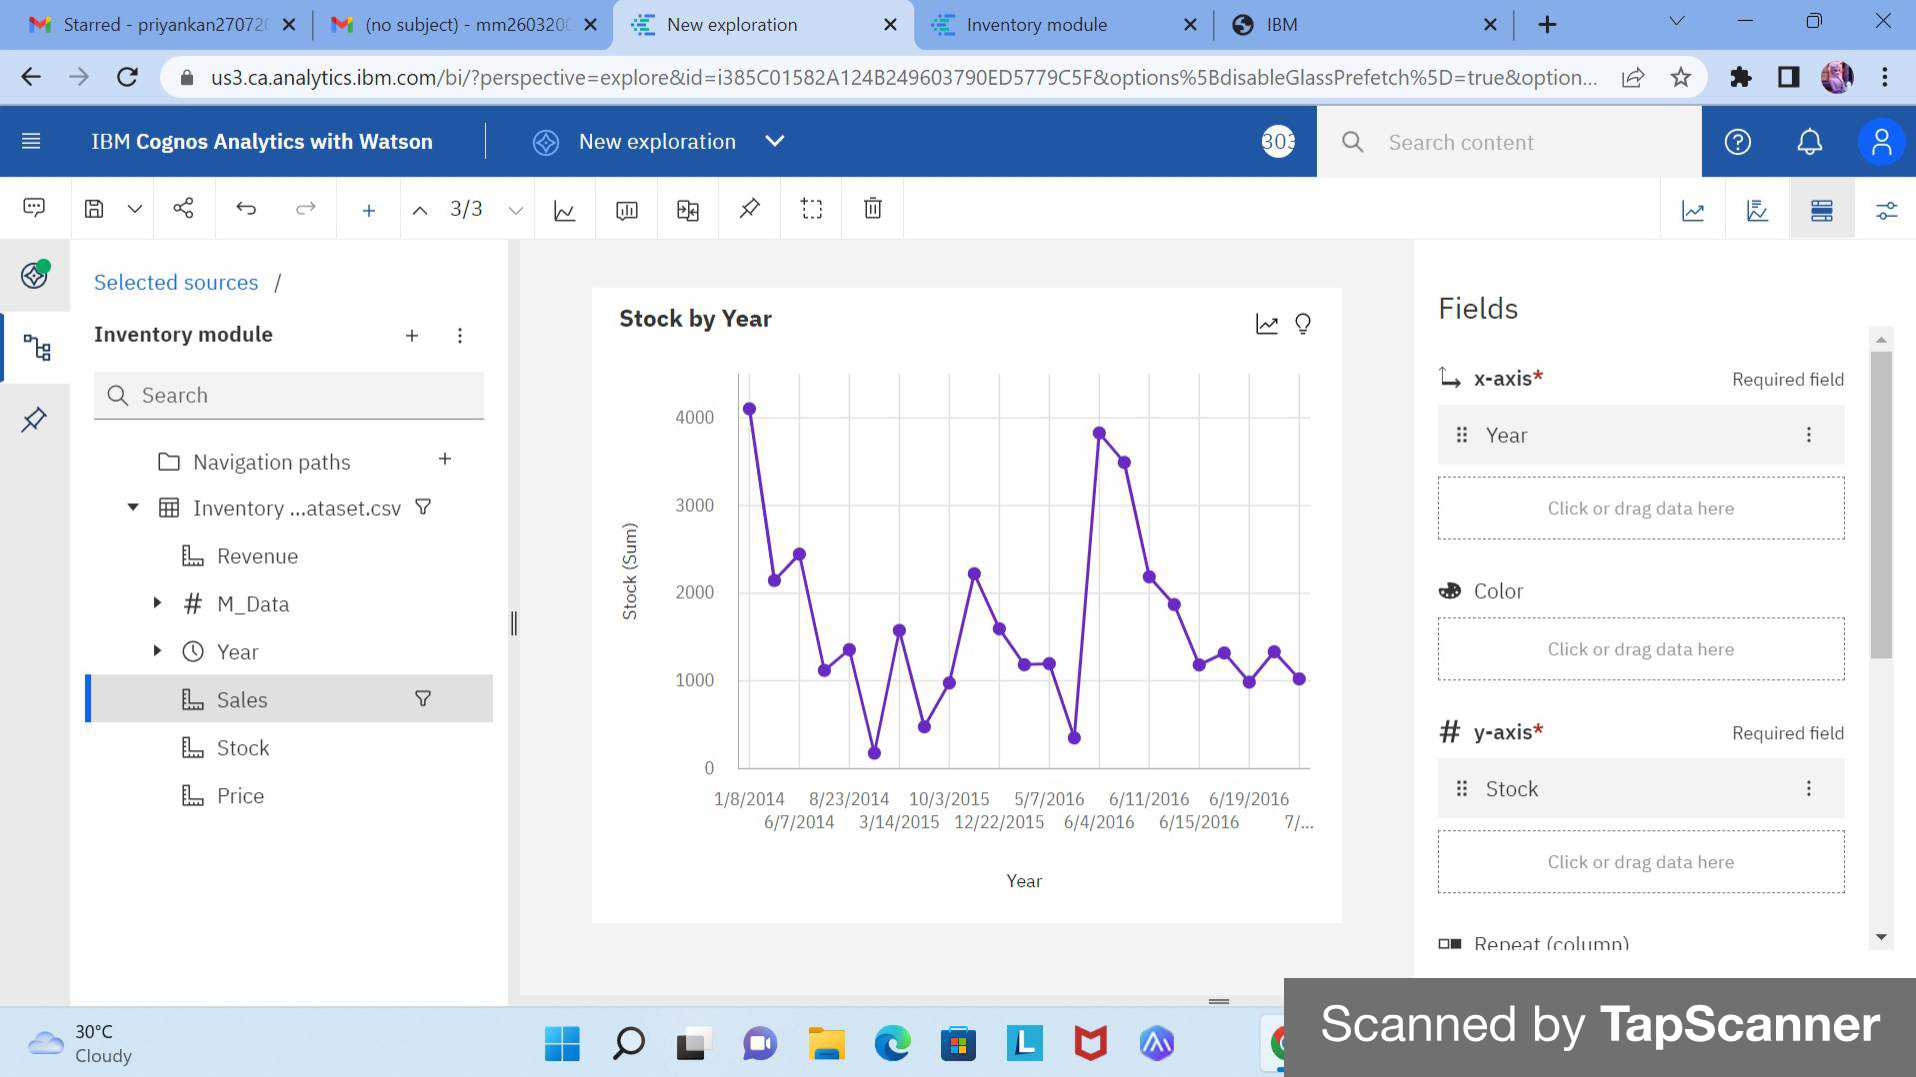 Starred - priyankan27072
(no subject) - mm2603200
New exploration
Inventory module
IBM
us3.ca.analytics.ibm.com/bi/?perspective=explore&id=i385C01582A124B249603790ED5779C5F&options%5BdisableGlassPrefetch%5D=true&option...
IBM Cognos Analytics with Watson
New exploration
303
Search content
3/3
Selected sources /
Inventory module
Search
Navigation paths
Inventory ...ataset.csv
Revenue
# M_Data
Year
Sales
Stock
Price
Stock by Year
Stock (Sum)
4000
3000
2000
1000
0
1/8/2014 8/23/2014 10/3/2015 5/7/2016 6/11/2016 6/19/2016
6/7/2014 3/14/2015 12/22/2015 6/4/2016 6/15/2016 7/...
Year
Fields
x-axis* Required field
Year
Click or drag data here
Color
Click or drag data here
# y-axis* Required field
Stock
Click or drag data here
Repeat (column)
30°C
Cloudy
L
Scanned by TapScanner